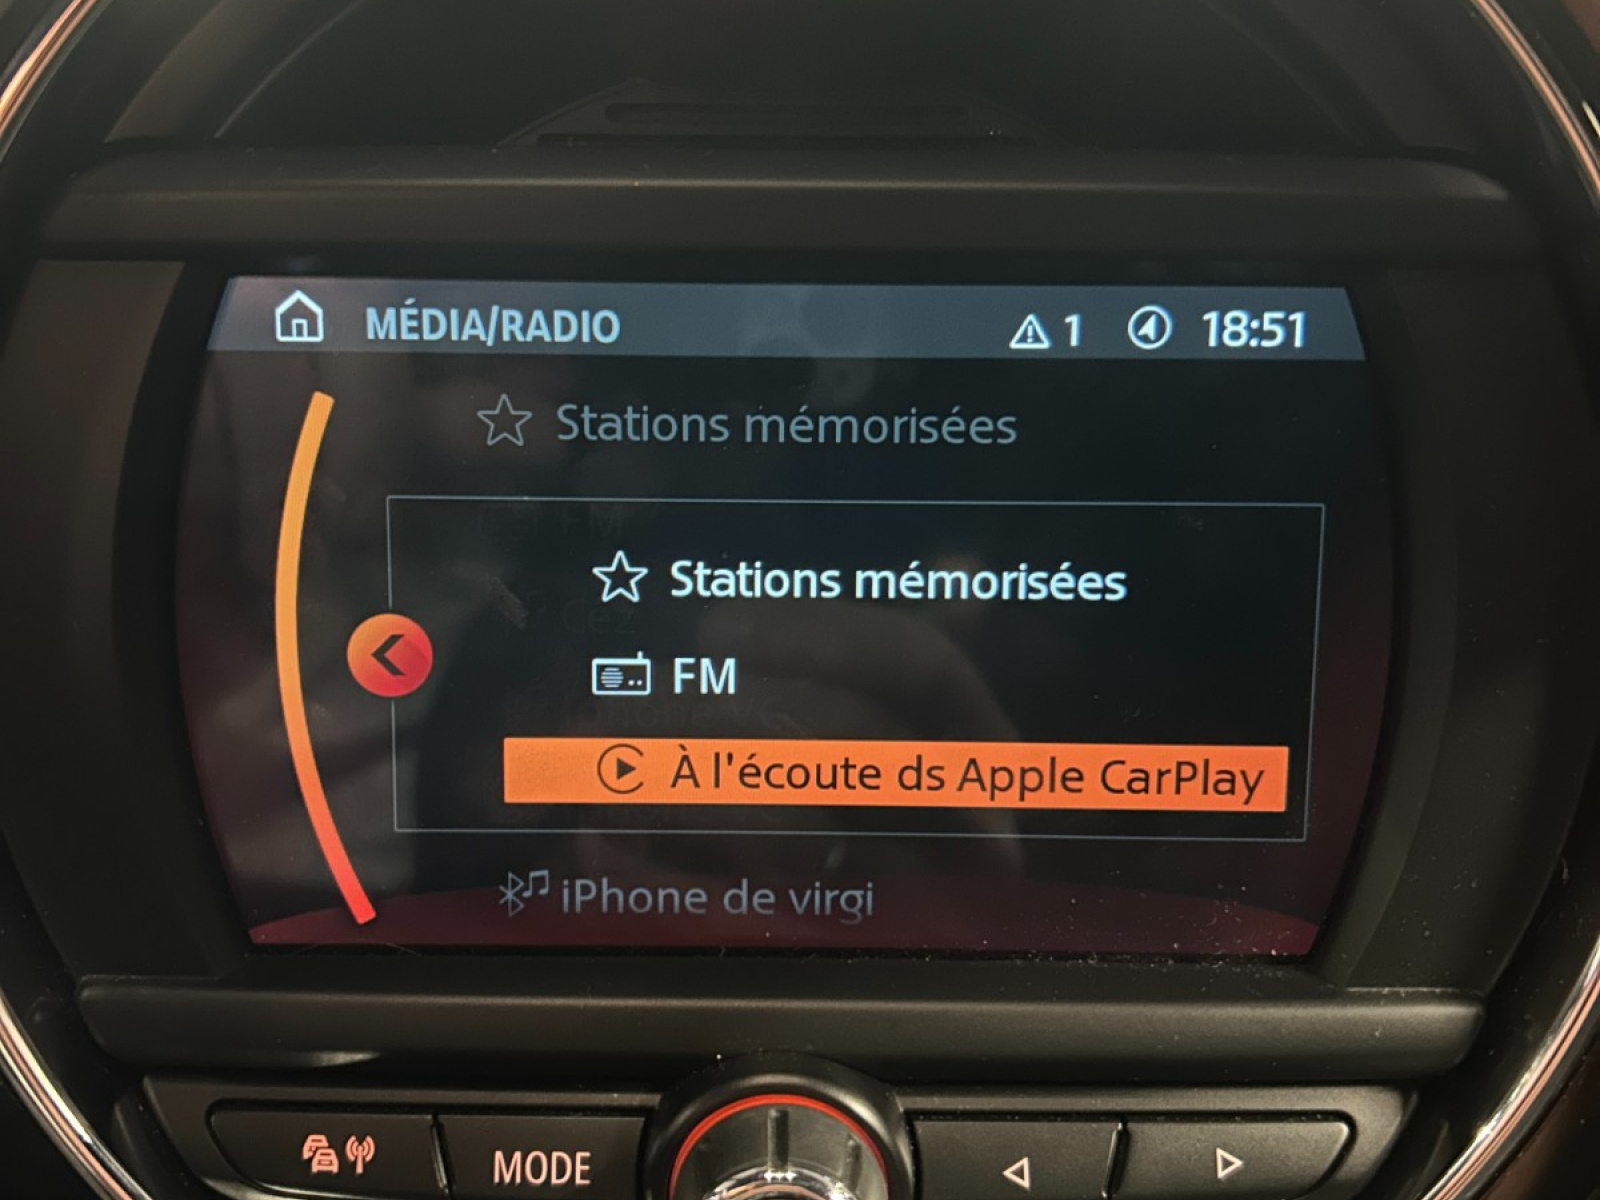 MÉDIA/RADIO
1
18:51
Stations mémorisées
Stations mémorisées
FM
À l'écoute ds Apple CarPlay
iPhone de virgi
MODE